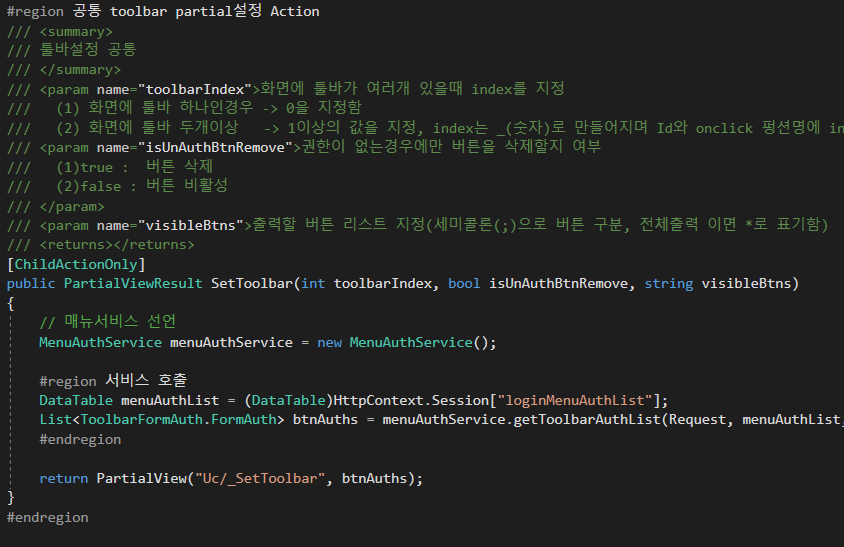 #region 공통 toolbar partial설정 Action
/// <summary>
/// 툴바설정 공통
/// </summary>
/// <param name="toolbarIndex">화면에 툴바가 여러개 있을때 index를 지정
///   (1) 화면에 툴바 하나인경우 -> 0을 지정함
///   (2) 화면에 툴바 두개이상   -> 1이상의 값을 지정, index는 _(숫자)로 만들어지며 Id와 onclick 펑션명에 in
/// <param name="isUnAuthBtnRemove">권한이 없는경우에만 버튼을 삭제할지 여부
///   (1)true :  버튼 삭제
///   (2)false : 버튼 비활성
/// </param>
/// <param name="visibleBtns">출력할 버튼 리스트 지정(세미콜론(;)으로 버튼 구분, 전체출력 이면 *로 표기함)
/// <returns></returns>
[ChildActionOnly]
public PartialViewResult SetToolbar(int toolbarIndex, bool isUnAuthBtnRemove, string visibleBtns)
{
    // 매뉴서비스 선언
    MenuAuthService menuAuthService = new MenuAuthService();
    #region 서비스 호출
    DataTable menuAuthList = (DataTable)HttpContext.Session["loginMenuAuthList"];
    List<ToolbarFormAuth.FormAuth> btnAuths = menuAuthService.getToolbarAuthList(Request, menuAuthList,
    #endregion
    return PartialView("Uc/_SetToolbar", btnAuths);
}
#endregion